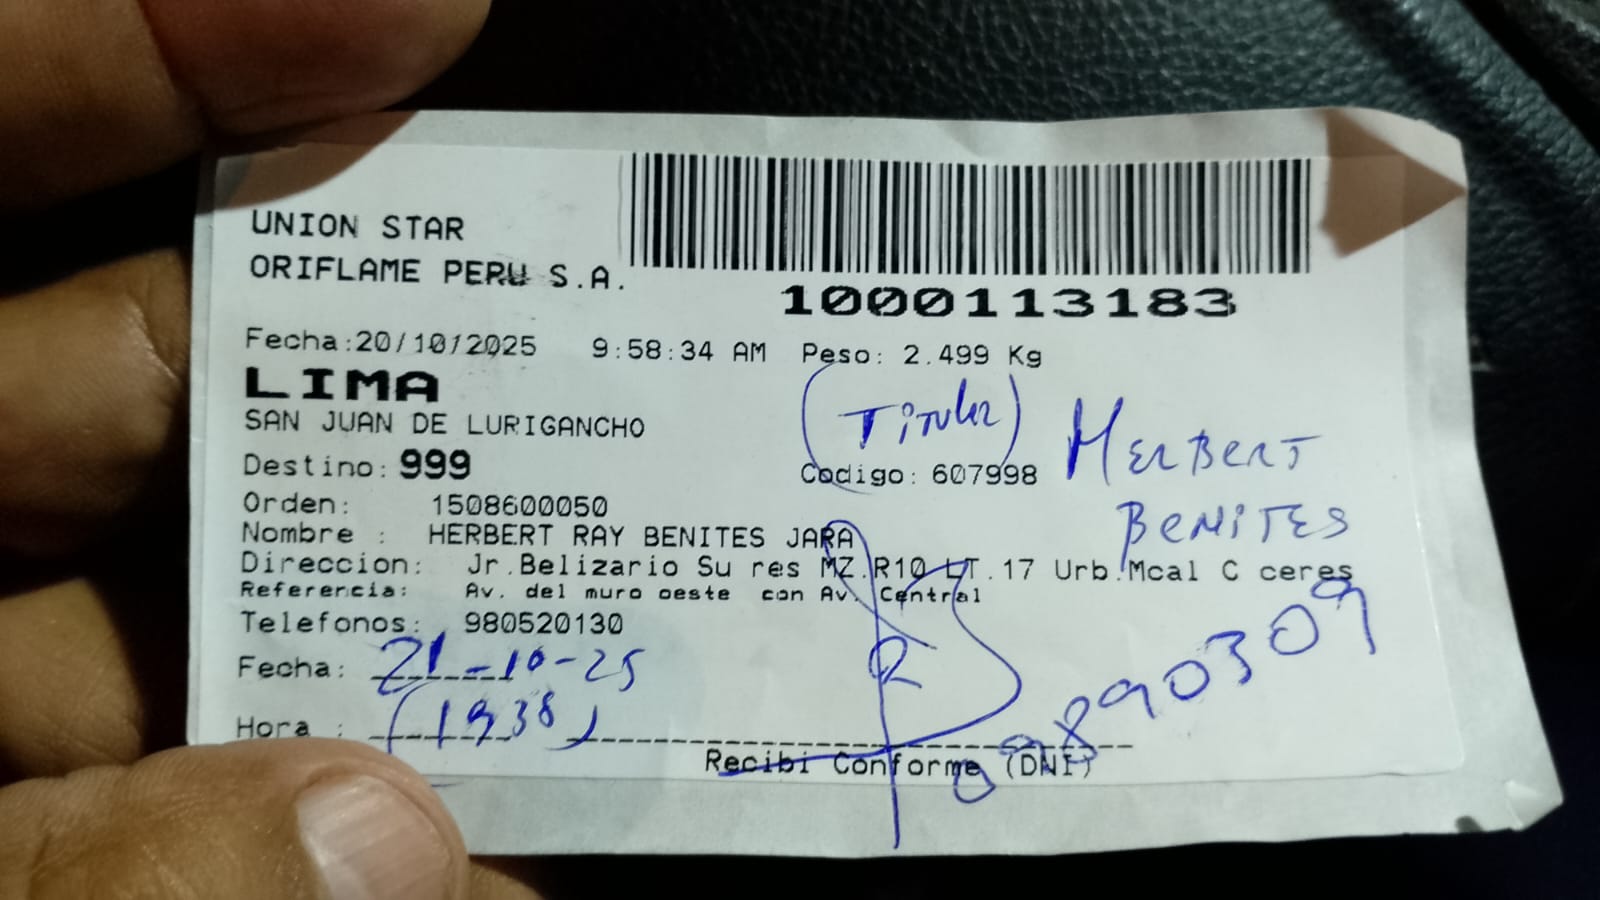 UNION STAR
ORIFLAME PERU S.A.
1000113183
Fecha:20/10/2025 9:58:34 AM Peso: 2.499 Kg
LIMA
(Titular)
SAN JUAN DE LURIGANCHO
HERBERT
Destino: 999 Codigo: 607998
BENITES
Orden: 1508600050
Nombre : HERBERT RAY BENITES JARA
Direccion: Jr.Belizario Su res MZ.R10 LT.17 Urb.Mcal C ceres
Referencia: Av. del muro oeste con Av. Central
Telefonos: 980520130
Fecha: 21-10-25
Hora : (1938)
Recibi Conforme (DNI)